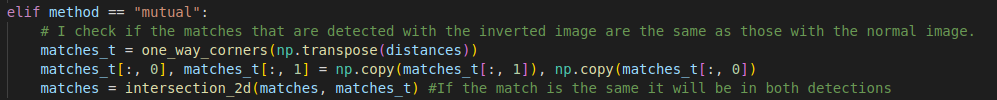 elif method == "mutual":
# I check if the matches that are detected with the inverted image are the same as those with the normal image.
matches_t = one_way_corners(np.transpose(distances))
matches_t[:, 0], matches_t[:, 1] = np.copy(matches_t[:, 1]), np.copy(matches_t[:, 0])
matches = intersection_2d(matches, matches_t) #If the match is the same it will be in both detections